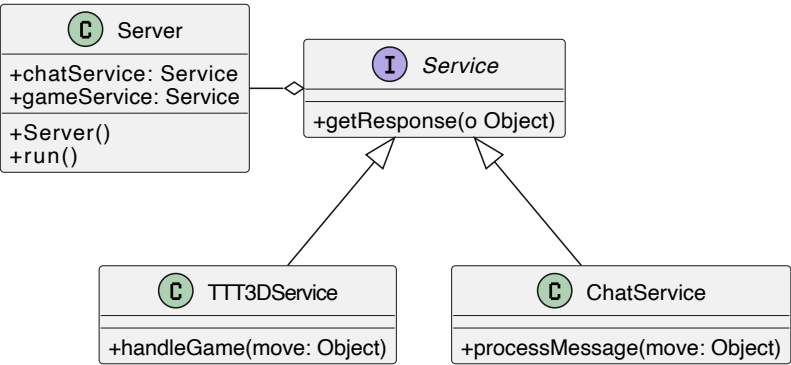 C Server
+chatService: Service
+gameService: Service
+Server()
+run()
I Service
+getResponse(o Object)
C TTT3DService
+handleGame(move: Object)
C ChatService
+processMessage(move: Object)